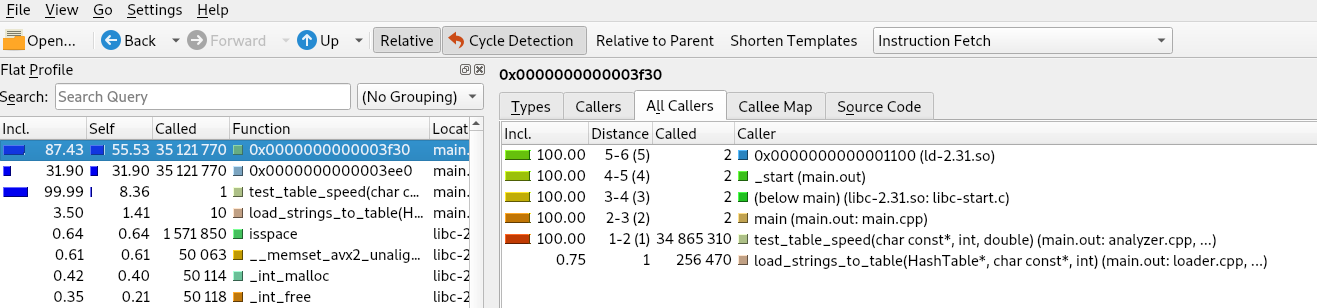 File View Go Settings Help
Open... Back Forward Up Relative Cycle Detection Relative to Parent Shorten Templates Instruction Fetch
Flat Profile
Search: Search Query (No Grouping)
Incl. Self Called Function Locat
87.43 55.53 35 121 770 0x0000000000003f30 main.
31.90 31.90 35 121 770 0x0000000000003ee0 main.
99.99 8.36 1 test_table_speed(char c... main.
3.50 1.41 10 load_strings_to_table(H... main.
0.64 0.64 1 571 850 isspace libc-2
0.61 0.61 50 063 __memset_avx2_unalig... libc-2
0.42 0.40 50 114 _int_malloc libc-2
0.35 0.21 50 118 _int_free libc-2
0x0000000000003f30
Types Callers All Callers Callee Map Source Code
Incl. Distance Called Caller
100.00 5-6 (5) 2 0x0000000000001100 (ld-2.31.so)
100.00 4-5 (4) 2 _start (main.out)
100.00 3-4 (3) 2 (below main) (libc-2.31.so: libc-start.c)
100.00 2-3 (2) 2 main (main.out: main.cpp)
100.00 1-2 (1) 34 865 310 test_table_speed(char const*, int, double) (main.out: analyzer.cpp, ...)
0.75 1 256 470 load_strings_to_table(HashTable*, char const*, int) (main.out: loader.cpp, ...)